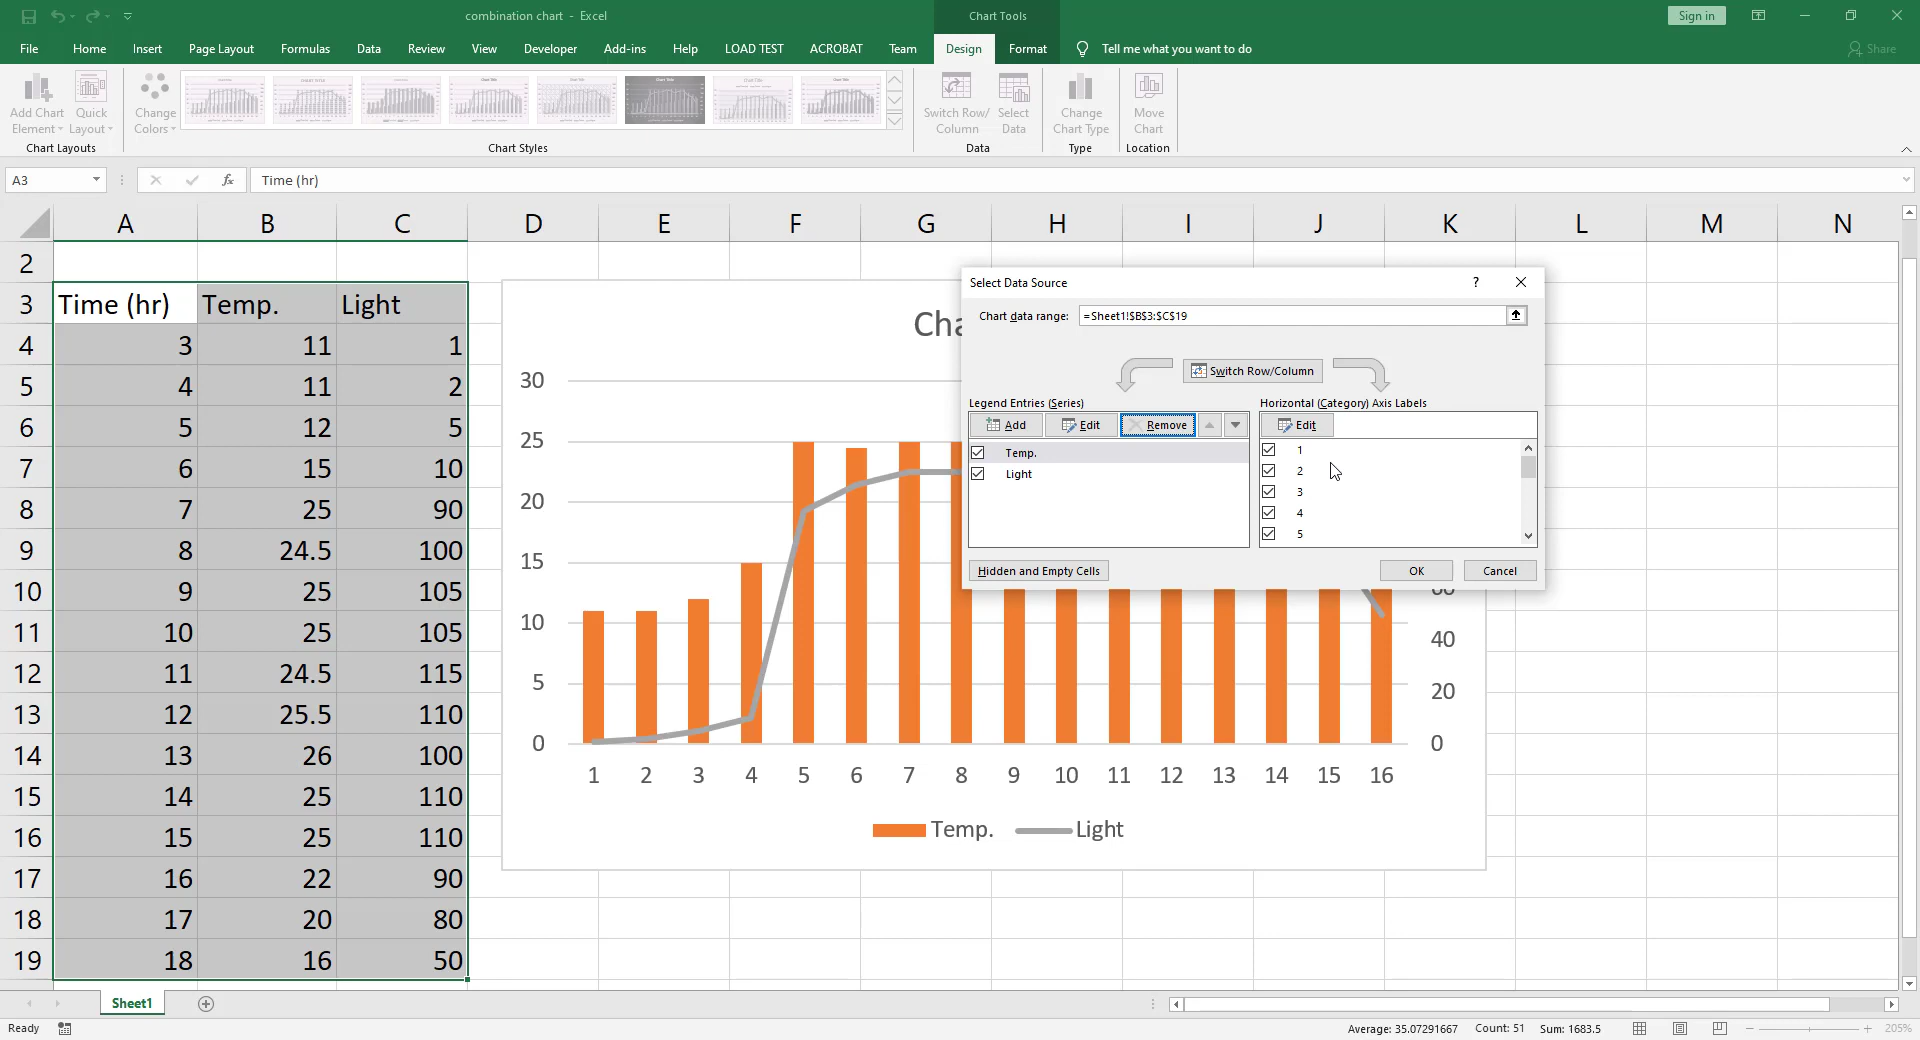 combination chart - Excel
Chart Tools
Sign in
File Home Insert Page Layout Formulas Data Review View Developer Add-ins Help LOAD TEST ACROBAT Team Design Format Tell me what you want to do Share
Add Chart Element
Quick Layout
Change Colors
Switch Row/ Column
Select Data
Change Chart Type
Move Chart
Chart Layouts Chart Styles Data Type Location
A3 fx Time (hr)
A B C D E F G H I J K L M N
2
3 Time (hr) Temp. Light
4 3 11 1
5 4 11 2
6 5 12 5
7 6 15 10
8 7 25 90
9 8 24.5 100
10 9 25 105
11 10 25 105
12 11 24.5 115
13 12 25.5 110
14 13 26 100
15 14 25 110
16 15 25 110
17 16 22 90
18 17 20 80
19 18 16 50
Cha
30
25
20
15
10
5
0
40
20
0
1 2 3 4 5 6 7 8 9 10 11 12 13 14 15 16
Temp. Light
Select Data Source ?
Chart data range: =Sheet1!$B$3:$C$19
Switch Row/Column
Legend Entries (Series)
Add Edit Remove
Temp.
Light
Horizontal (Category) Axis Labels
Edit
1
2
3
4
5
Hidden and Empty Cells
OK Cancel
Sheet1
Ready
Average: 35.07291667 Count: 51 Sum: 1683.5 205%